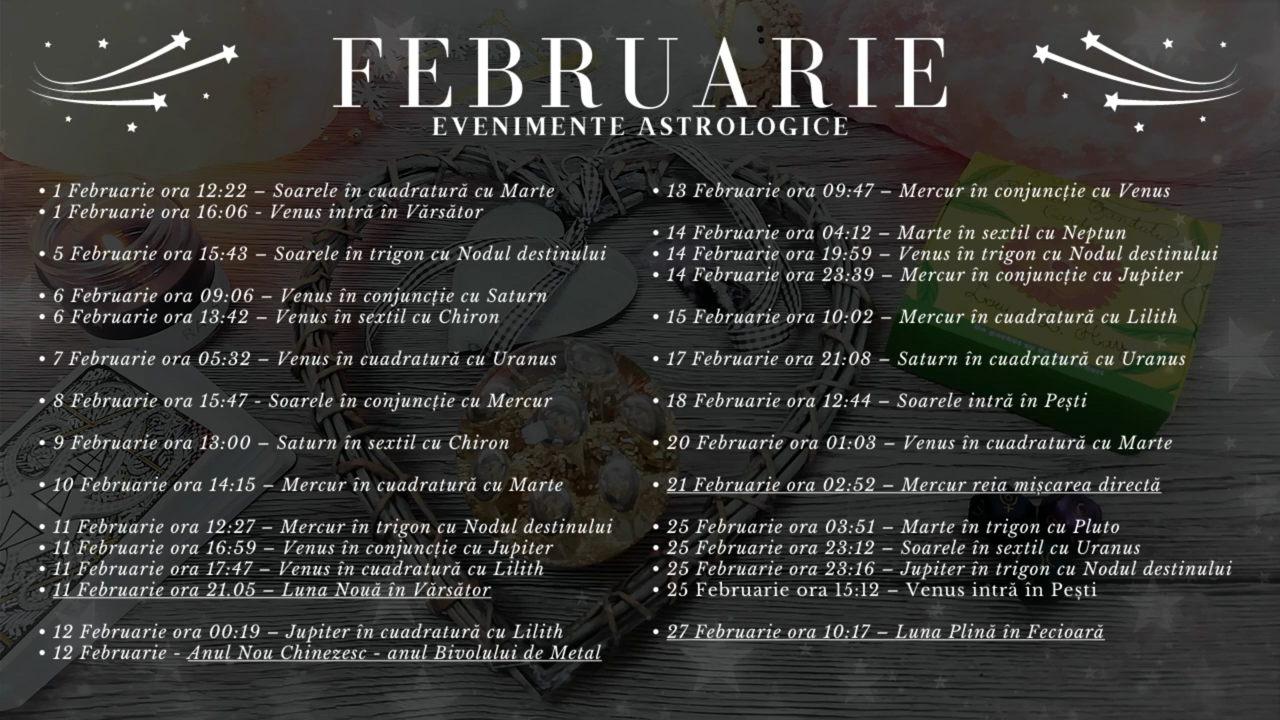 FEBRUARIE
EVENIMENTE ASTROLOGICE
• 1 Februarie ora 12:22 – Soarele în cuadratură cu Marte
• 1 Februarie ora 16:06 - Venus intră în Vărsător
• 5 Februarie ora 15:43 – Soarele în trigon cu Nodul destinului
• 6 Februarie ora 09:06 – Venus în conjuncție cu Saturn
• 6 Februarie ora 13:42 – Venus în sextil cu Chiron
• 7 Februarie ora 05:32 – Venus în cuadratură cu Uranus
• 8 Februarie ora 15:47 - Soarele în conjuncție cu Mercur
• 9 Februarie ora 13:00 – Saturn în sextil cu Chiron
• 10 Februarie ora 14:15 – Mercur în cuadratură cu Marte
• 11 Februarie ora 12:27 – Mercur în trigon cu Nodul destinului
• 11 Februarie ora 16:59 – Venus în conjuncție cu Jupiter
• 11 Februarie ora 17:47 – Venus în cuadratură cu Lilith
• 11 Februarie ora 21.05 – Luna Nouă în Vărsător
• 12 Februarie ora 00:19 – Jupiter în cuadratură cu Lilith
• 12 Februarie - Anul Nou Chinezesc - anul Bivolului de Metal
• 13 Februarie ora 09:47 – Mercur în conjuncție cu Venus
• 14 Februarie ora 04:12 – Marte în sextil cu Neptun
• 14 Februarie ora 19:59 – Venus în trigon cu Nodul destinului
• 14 Februarie ora 23:39 – Mercur în conjuncție cu Jupiter
• 15 Februarie ora 10:02 – Mercur în cuadratură cu Lilith
• 17 Februarie ora 21:08 – Saturn în cuadratură cu Uranus
• 18 Februarie ora 12:44 – Soarele intră în Pești
• 20 Februarie ora 01:03 – Venus în cuadratură cu Marte
• 21 Februarie ora 02:52 – Mercur reia mișcarea directă
• 25 Februarie ora 03:51 – Marte în trigon cu Pluto
• 25 Februarie ora 23:12 – Soarele în sextil cu Uranus
• 25 Februarie ora 23:16 – Jupiter în trigon cu Nodul destinului
• 25 Februarie ora 15:12 – Venus intră în Pești
• 27 Februarie ora 10:17 – Luna Plină în Fecioară